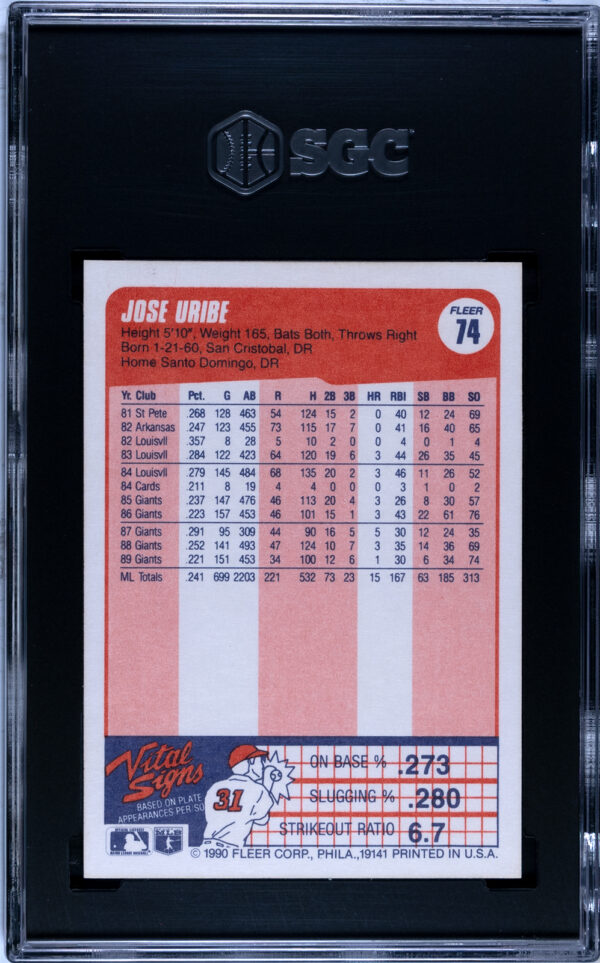 SGC
JOSE URIBE
Height 5'10", Weight 165, Bats Both, Throws Right
Born 1-21-60, San Cristobal, DR
Home Santo Domingo, DR
FLEER
74
Yr. Club Pct. G AB R H 2B 3B HR RBI SB BB SO
81 St Pete .268 128 463 54 124 15 2 0 40 12 24 69
82 Arkansas .247 123 455 73 115 17 7 0 41 16 40 65
82 Louisvll .357 8 28 5 10 2 0 0 4 0 1 4
83 Louisvll .284 122 423 64 120 19 6 3 44 26 35 45
84 Louisvll .279 145 484 68 135 20 2 3 46 11 26 52
84 Cards .211 8 19 4 4 0 0 0 3 1 0 2
85 Giants .237 147 476 46 113 20 4 3 26 8 30 57
86 Giants .223 157 453 46 101 15 1 3 43 22 61 76
87 Giants .291 95 309 44 90 16 5 5 30 12 24 35
88 Giants .252 141 493 47 124 10 7 3 35 14 36 69
89 Giants .221 151 453 34 100 12 6 1 30 6 34 74
ML Totals .241 699 2203 221 532 73 23 15 167 63 185 313
Vital
Signs
BASED ON PLATE
APPEARANCES PER SO
31
ON BASE % .273
SLUGGING % .280
STRIKEOUT RATIO 6.7
© 1990 FLEER CORP., PHILA.,19141 PRINTED IN U.S.A.